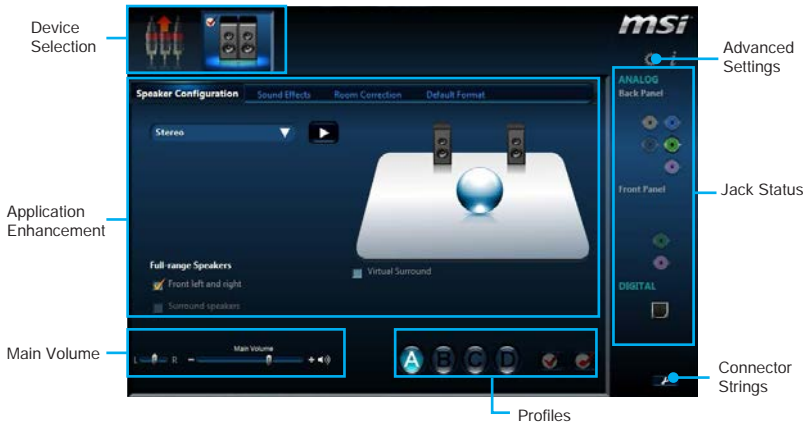 Device
Selection
msi
Advanced
Settings
ANALOG
Back Panel
Speaker Configuration
Sound Effects
Room Correction
Default Format
Stereo
Application
Enhancement
Front Panel
Jack Status
Full-range Speakers
Virtual Surround
Front left and right
Surround speakers
DIGITAL
Main Volume
Main Volume
L
R
-
+
A
B
C
D
Connector
Strings
Profiles